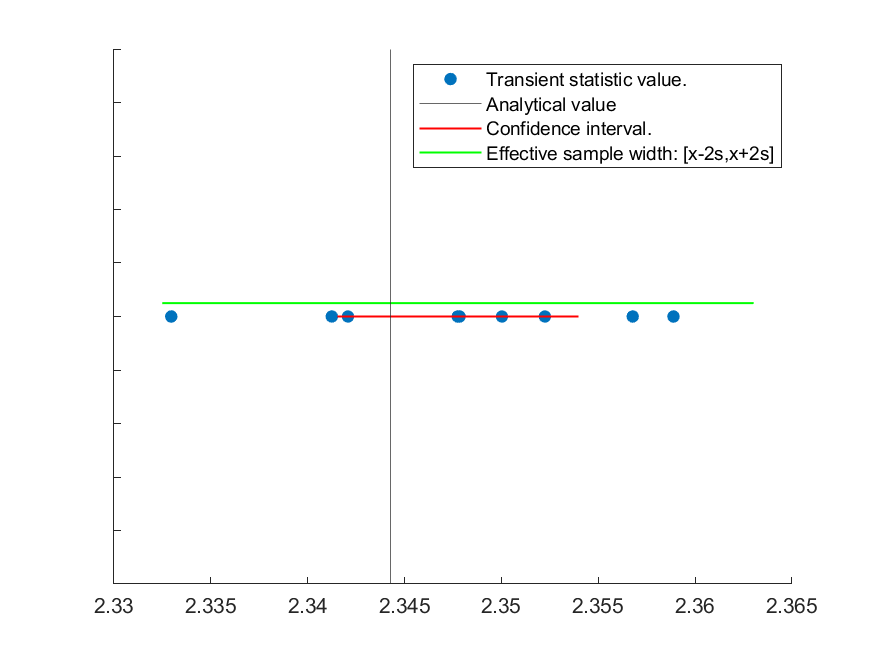 Transient statistic value.
Analytical value
Confidence interval.
Effective sample width: [x-2s,x+2s]
2.33 2.335 2.34 2.345 2.35 2.355 2.36 2.365